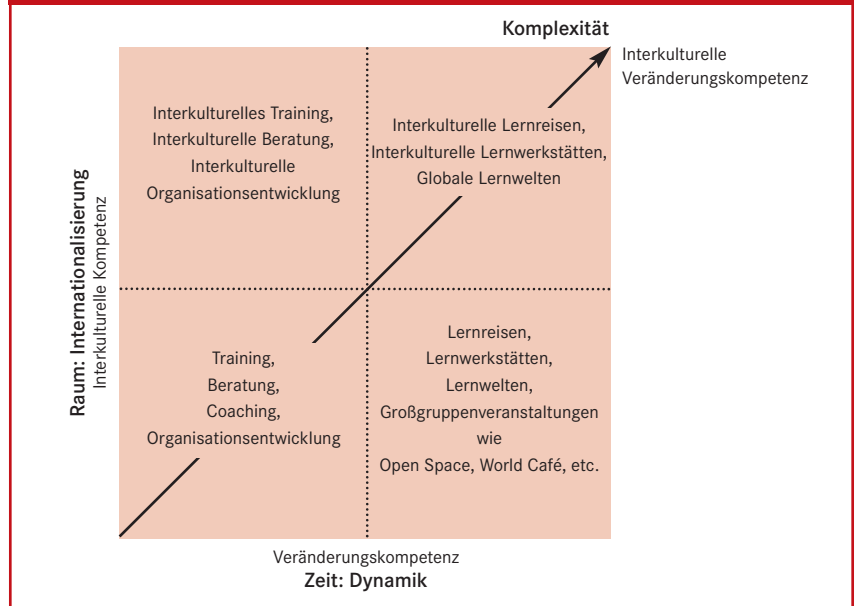 Komplexität
Interkulturelle
Veränderungskompetenz
Interkulturelles Training,
Interkulturelle Beratung,
Interkulturelle
Organisationsentwicklung
Interkulturelle Lernreisen,
Interkulturelle Lernwerkstätten,
Globale Lernwelten
Raum: Internationalisierung
Interkulturelle Kompetenz
Training,
Beratung,
Coaching,
Organisationsentwicklung
Lernreisen,
Lernwerkstätten,
Lernwelten,
Großgruppenveranstaltungen
wie
Open Space, World Café, etc.
Veränderungskompetenz
Zeit: Dynamik